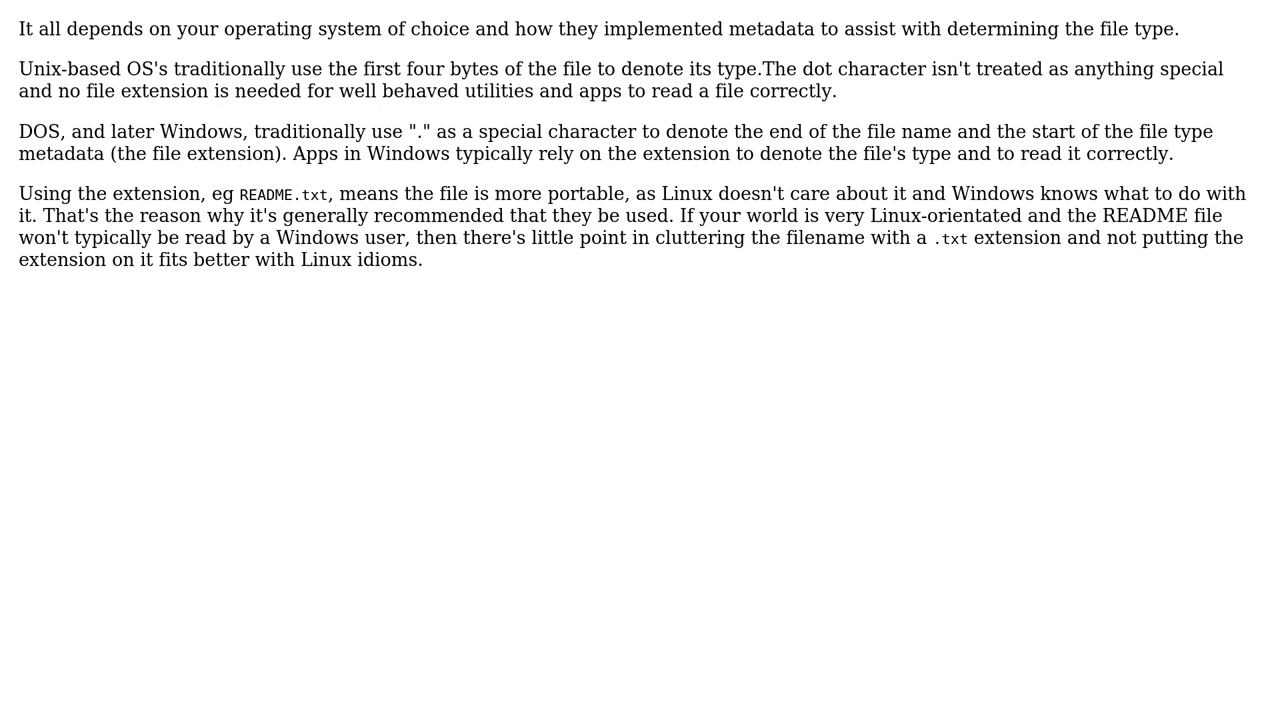 It all depends on your operating system of choice and how they implemented metadata to assist with determining the file type.
Unix-based OS's traditionally use the first four bytes of the file to denote its type.The dot character isn't treated as anything special
and no file extension is needed for well behaved utilities and apps to read a file correctly.
DOS, and later Windows, traditionally use "." as a special character to denote the end of the file name and the start of the file type
metadata (the file extension). Apps in Windows typically rely on the extension to denote the file's type and to read it correctly.
Using the extension, eg README.txt, means the file is more portable, as Linux doesn't care about it and Windows knows what to do with
it. That's the reason why it's generally recommended that they be used. If your world is very Linux-orientated and the README file
won't typically be read by a Windows user, then there's little point in cluttering the filename with a .txt extension and not putting the
extension on it fits better with Linux idioms.